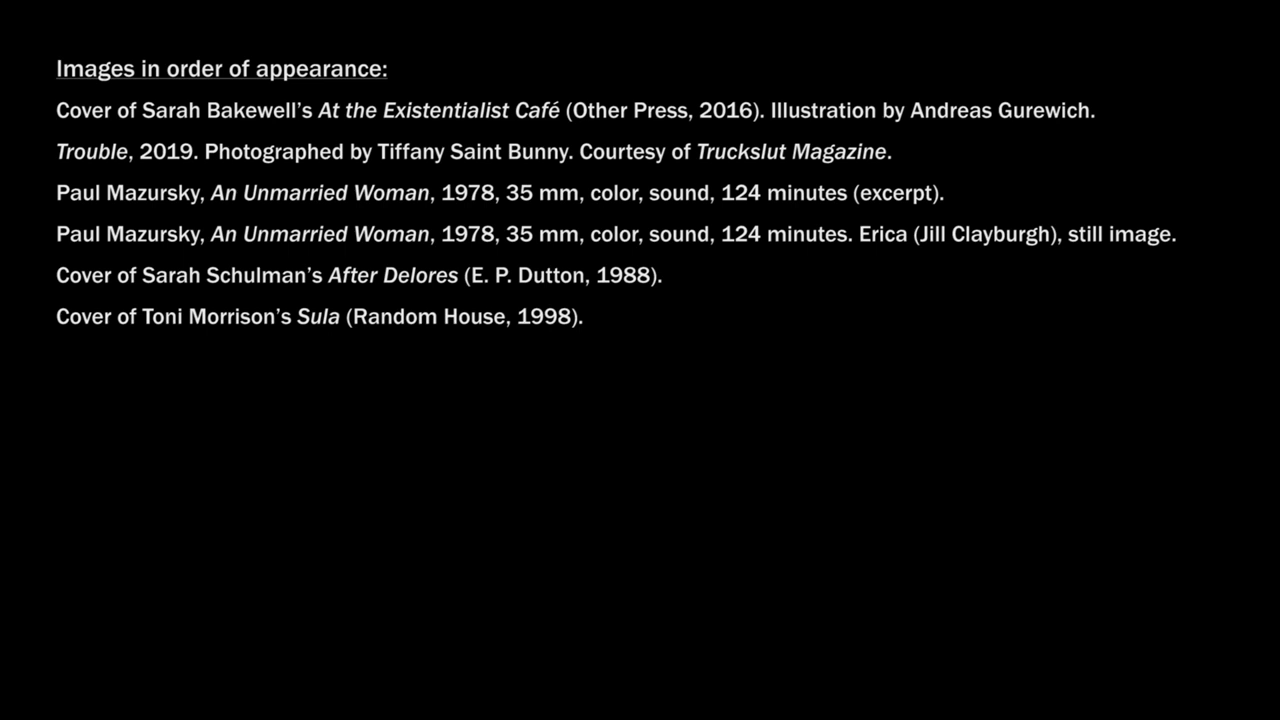 Images in order of appearance:
Cover of Sarah Bakewell’s At the Existentialist Café (Other Press, 2016). Illustration by Andreas Gurewich.
Trouble, 2019. Photographed by Tiffany Saint Bunny. Courtesy of Truckslut Magazine.
Paul Mazursky, An Unmarried Woman, 1978, 35 mm, color, sound, 124 minutes (excerpt).
Paul Mazursky, An Unmarried Woman, 1978, 35 mm, color, sound, 124 minutes. Erica (Jill Clayburgh), still image.
Cover of Sarah Schulman’s After Delores (E. P. Dutton, 1988).
Cover of Toni Morrison’s Sula (Random House, 1998).